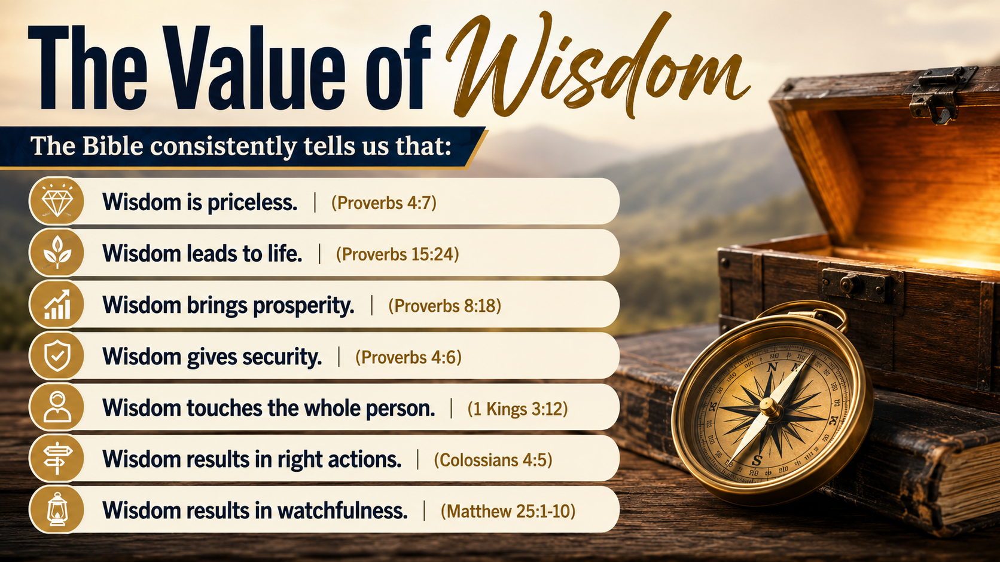 The Value of Wisdom
The Bible consistently tells us that:
Wisdom is priceless. | (Proverbs 4:7)
Wisdom leads to life. | (Proverbs 15:24)
Wisdom brings prosperity. | (Proverbs 8:18)
Wisdom gives security. | (Proverbs 4:6)
Wisdom touches the whole person. | (1 Kings 3:12)
Wisdom results in right actions. | (Colossians 4:5)
Wisdom results in watchfulness. | (Matthew 25:1-10)
N
S